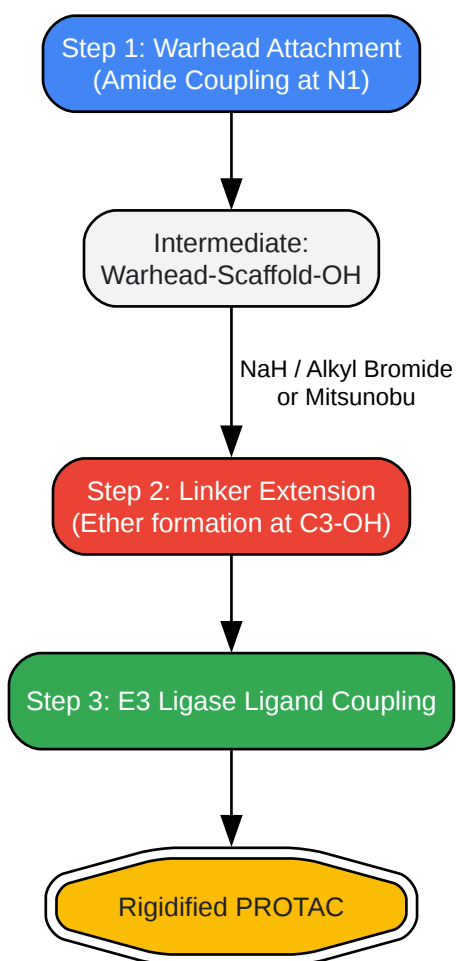 Step 1: Warhead Attachment
(Amide Coupling at N1)
Intermediate:
Warhead-Scaffold-OH
NaH / Alkyl Bromide
or Mitsunobu
Step 2: Linker Extension
(Ether formation at C3-OH)
Step 3: E3 Ligase Ligand Coupling
Rigidified PROTAC